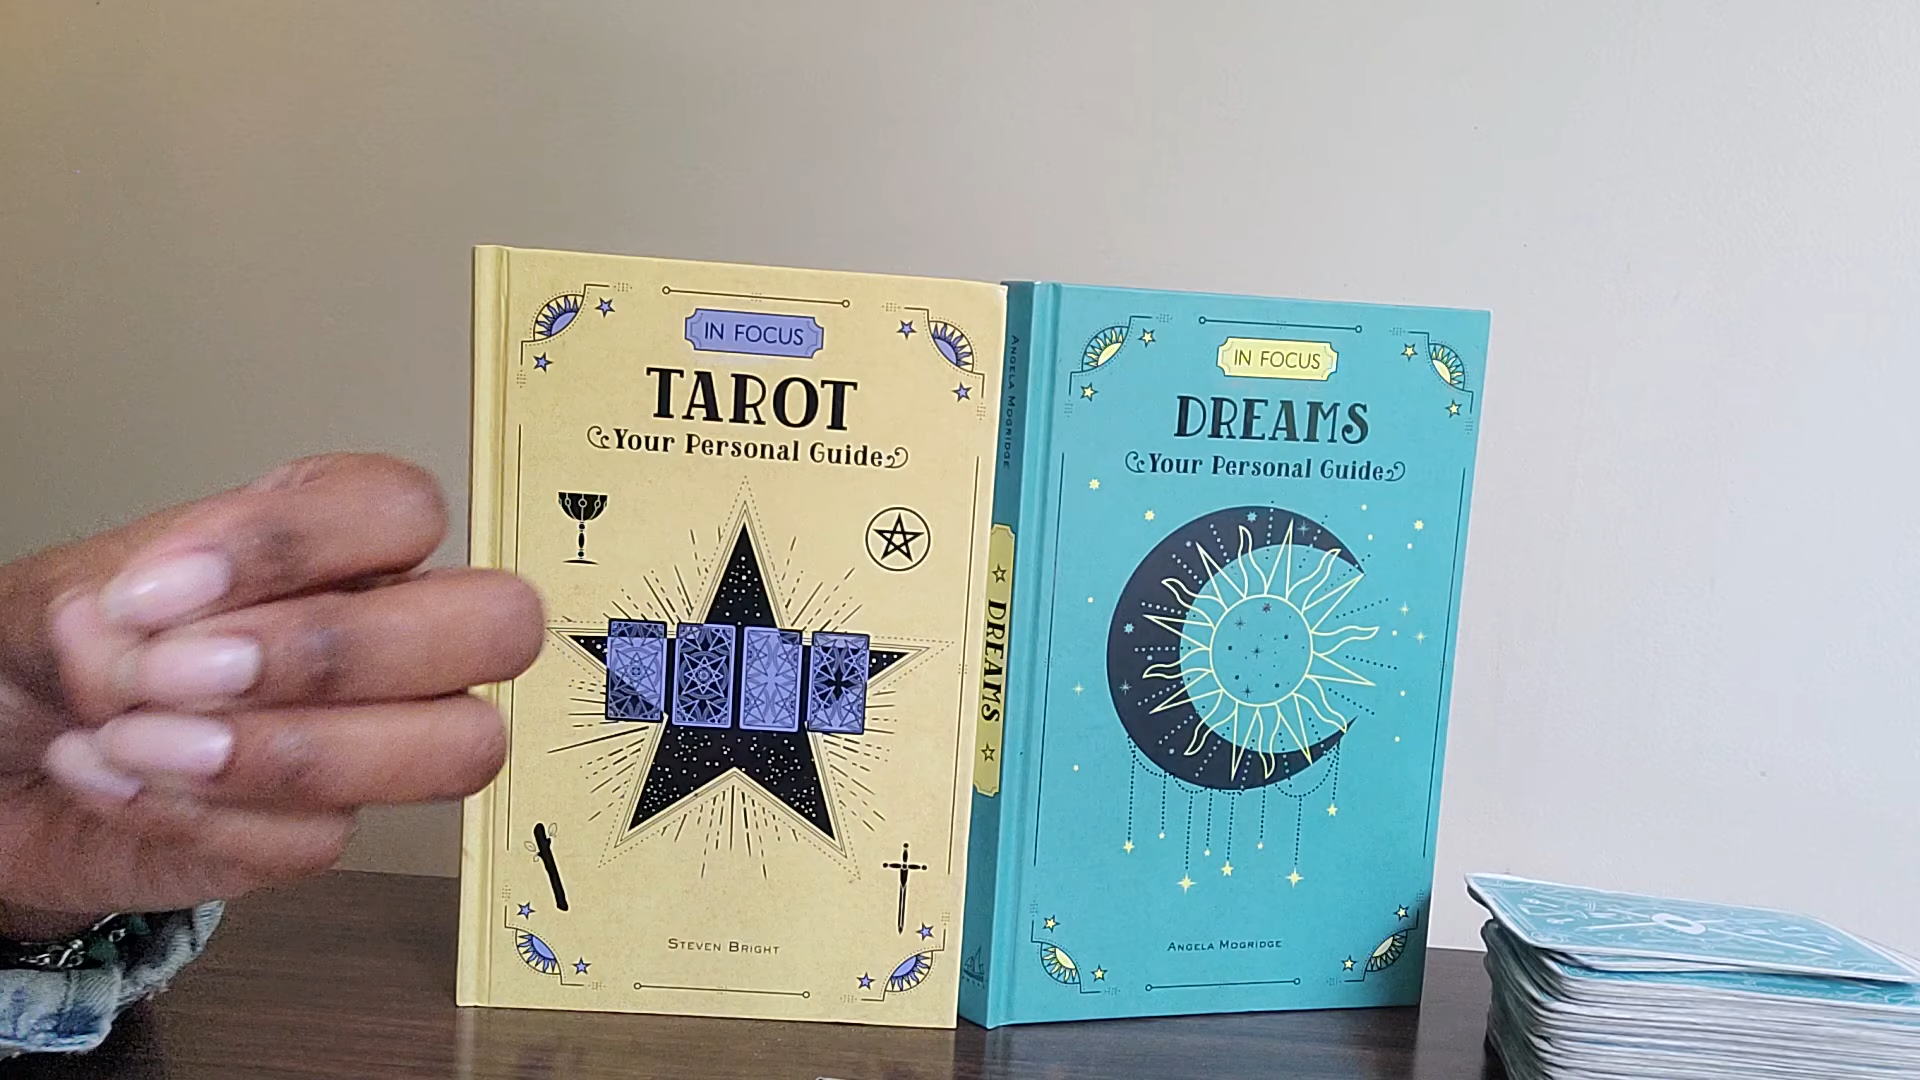 IN FOCUS
TAROT
Your Personal Guide
STEVEN BRIGHT
ANGELA MOGRIDGE
DREAMS
IN FOCUS
DREAMS
Your Personal Guide
ANGELA MOGRIDGE